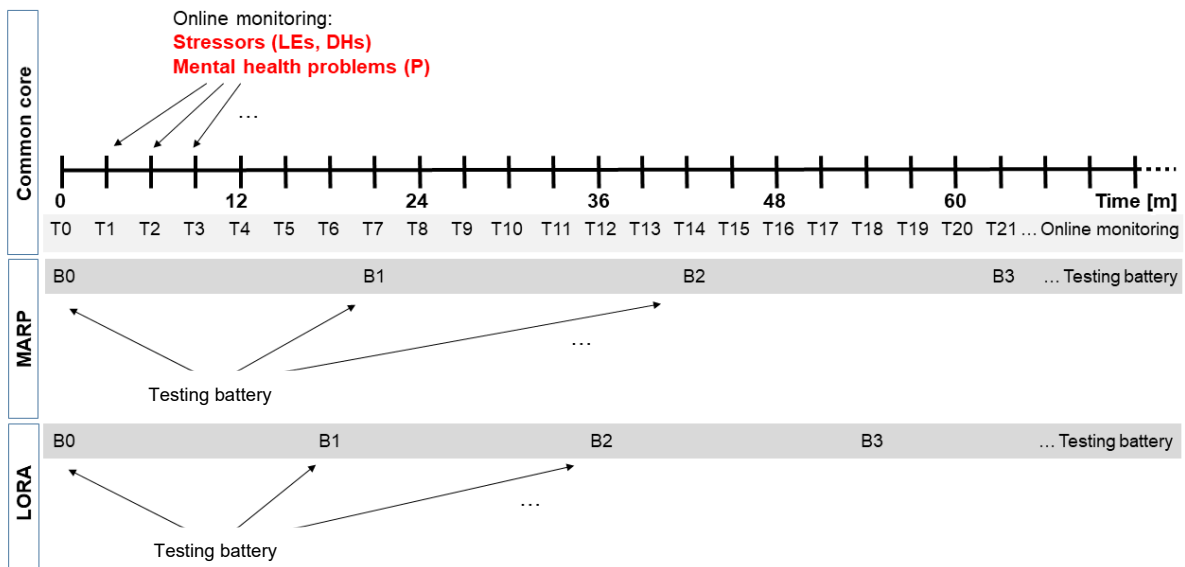 Online monitoring:
Stressors (LEs, DHs)
Mental health problems (P)
…
Common core
0 12 24 36 48 60 Time [m]
T0 T1 T2 T3 T4 T5 T6 T7 T8 T9 T10 T11 T12 T13 T14 T15 T16 T17 T18 T19 T20 T21 … Online monitoring
MARP
B0 B1 B2 B3 … Testing battery
…
Testing battery
LORA
B0 B1 B2 B3 … Testing battery
…
Testing battery